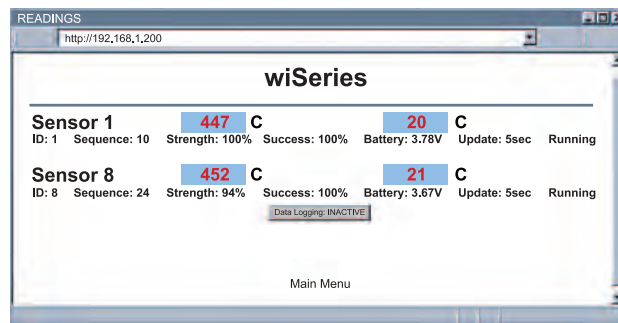 READINGS
http://192.168.1.200
wiSeries
Sensor 1 447 C 20 C
ID: 1 Sequence: 10 Strength: 100% Success: 100% Battery: 3.78V Update: 5sec Running
Sensor 8 452 C 21 C
ID: 8 Sequence: 24 Strength: 94% Success: 100% Battery: 3.67V Update: 5sec Running
Data Logging: INACTIVE
Main Menu